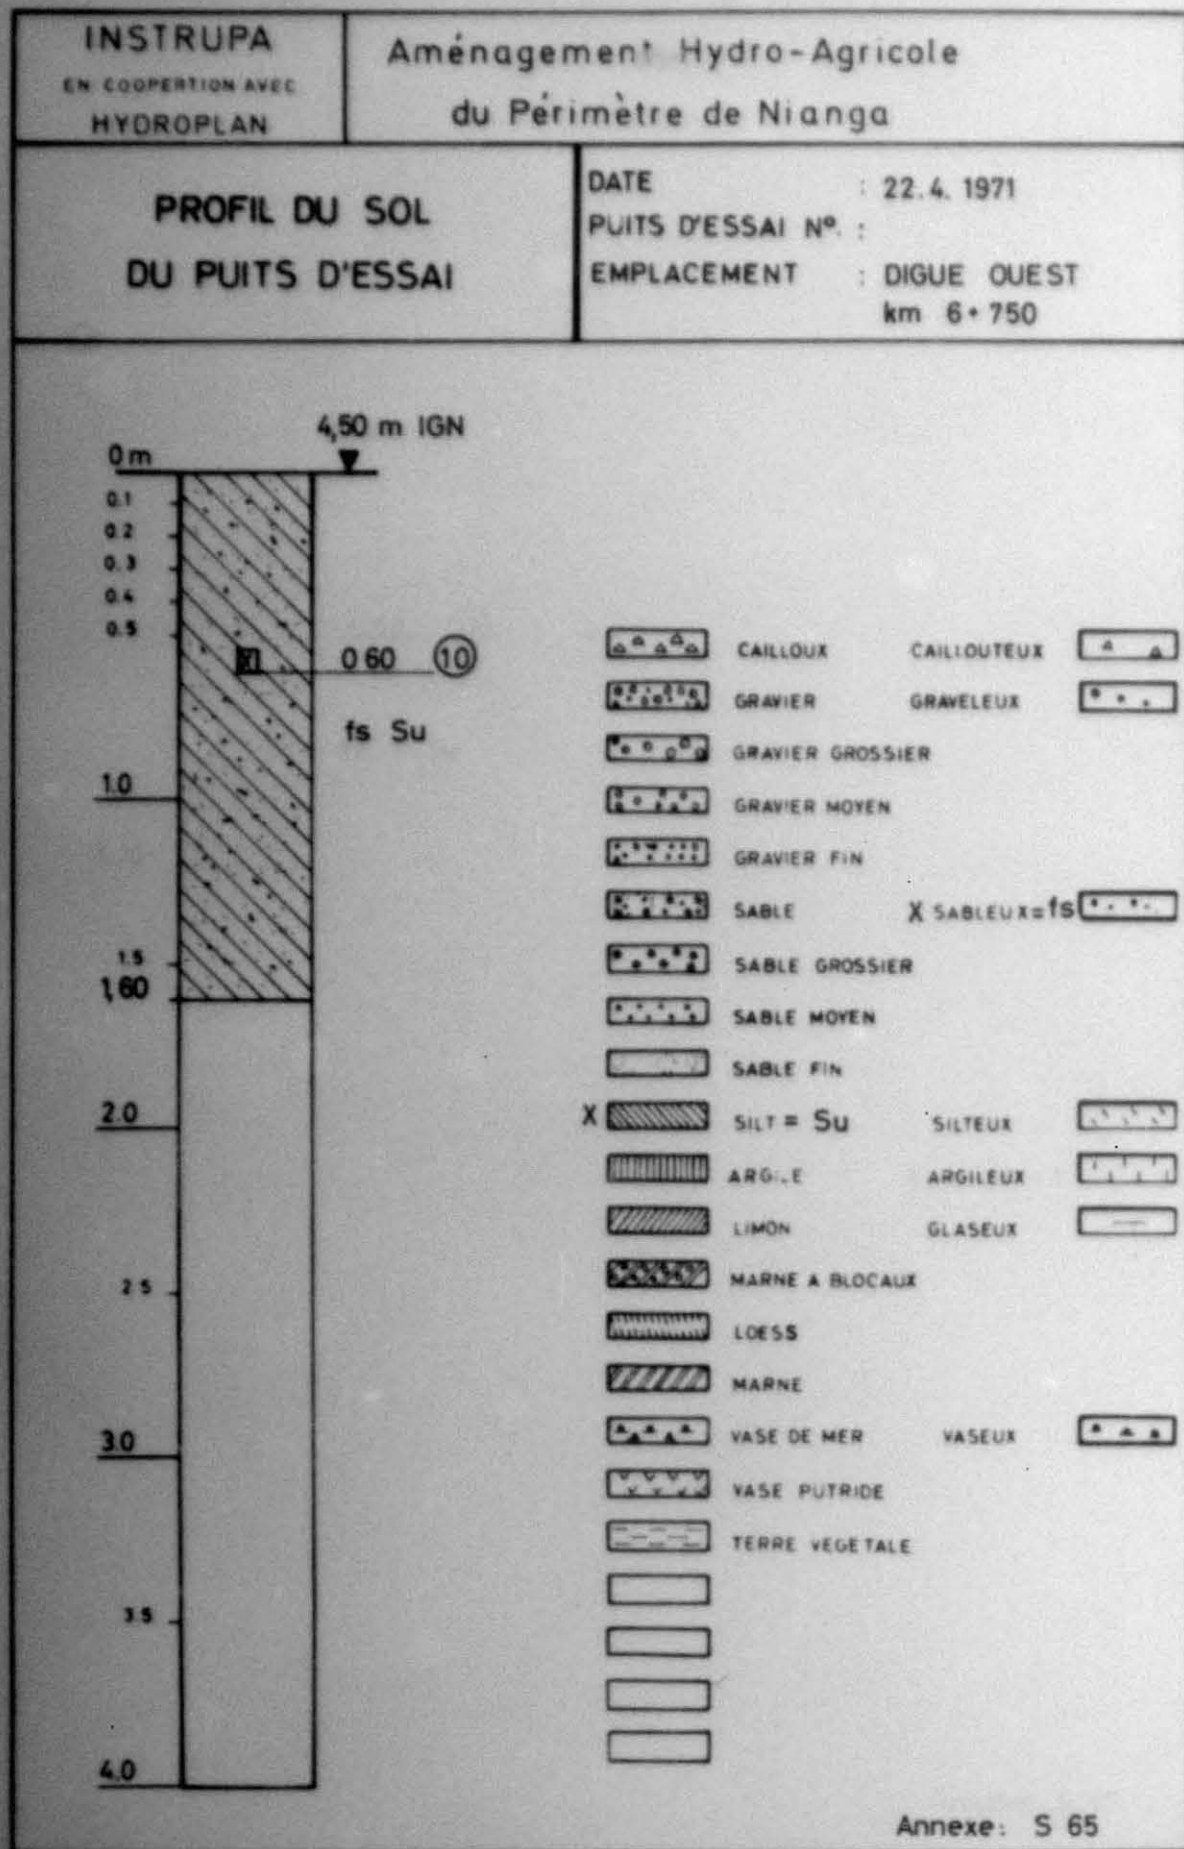 INSTRUPA
EN COOPERTION AVEC
HYDROPLAN
Aménagement Hydro-Agricole
du Périmètre de Nianga
PROFIL DU SOL
DU PUITS D'ESSAI
DATE : 22.4.1971
PUITS D'ESSAI Nº. :
EMPLACEMENT : DIGUE OUEST
km 6+750
4,50 m IGN
0 m
0.1
0.2
0.3
0.4
0.5
0 60 10
fs Su
1.0
1.5
1,60
2.0
2.5
3.0
3.5
4.0
CAILLOUX CAILLOUTEUX
GRAVIER GRAVELEUX
GRAVIER GROSSIER
GRAVIER MOYEN
GRAVIER FIN
SABLE X SABLEUX=fs
SABLE GROSSIER
SABLE MOYEN
SABLE FIN
X SILT = Su SILTEUX
ARGILE ARGILEUX
LIMON GLASEUX
MARNE A BLOCAUX
LOESS
MARNE
VASE DE MER VASEUX
VASE PUTRIDE
TERRE VEGETALE
Annexe: S 65